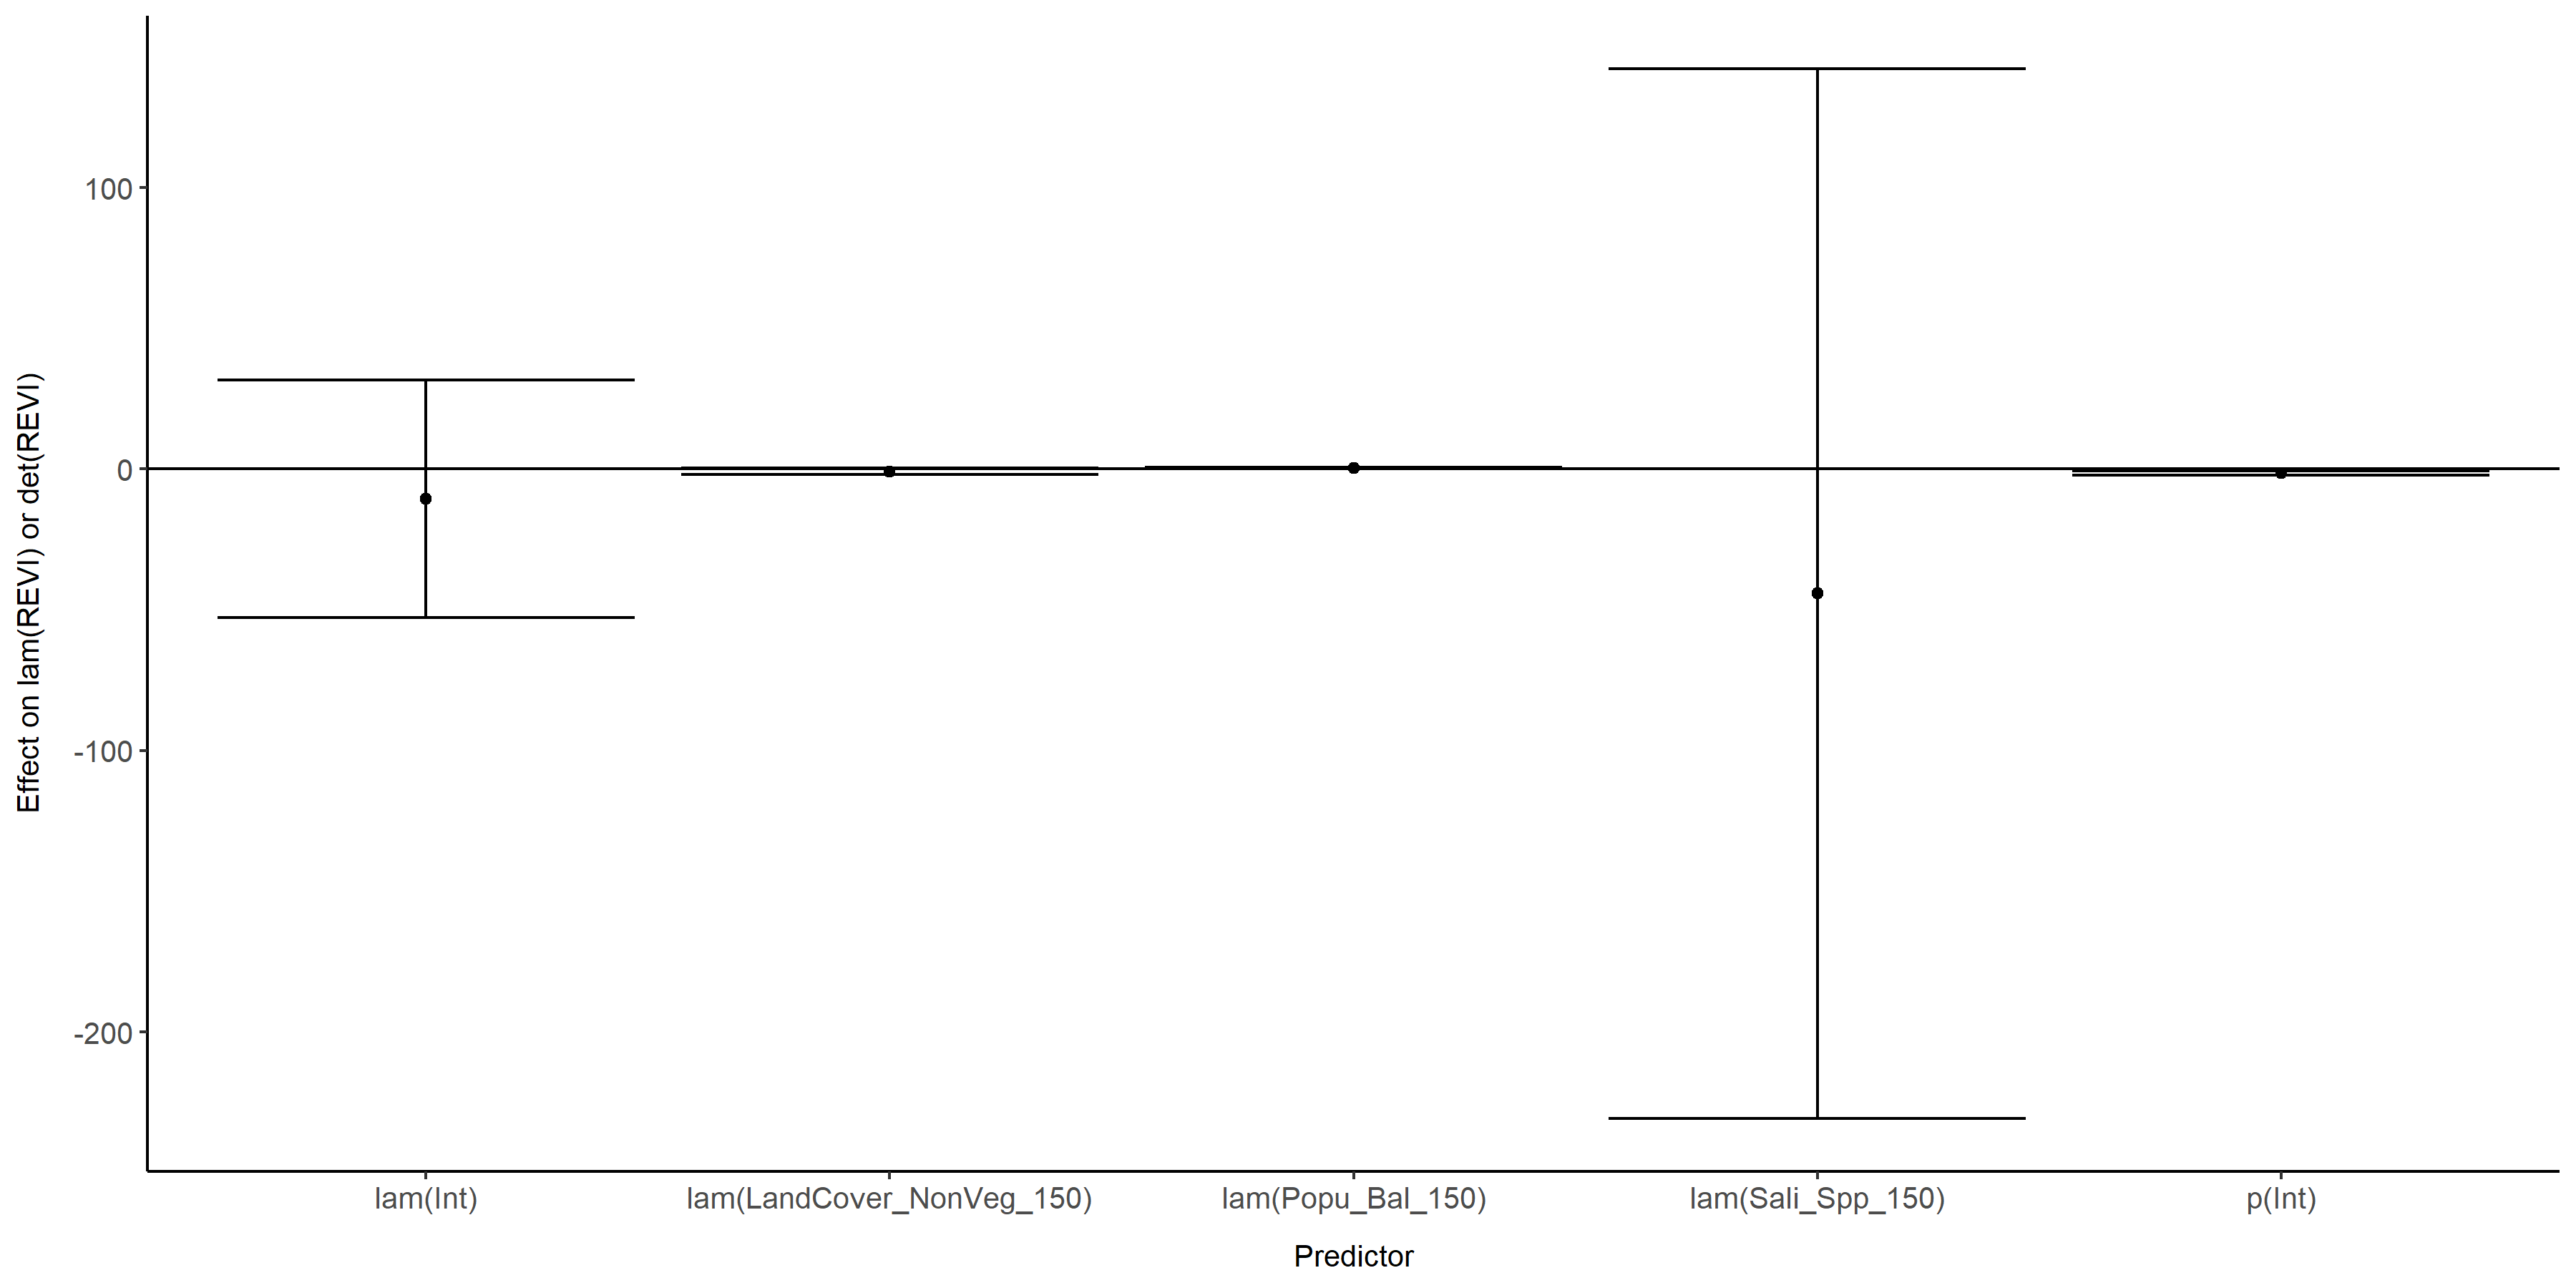 Effect on lam(REVI) or det(REVI)
100
0
-100
-200
lam(Int) lam(LandCover_NonVeg_150) lam(Popu_Bal_150) lam(Sali_Spp_150) p(Int)
Predictor